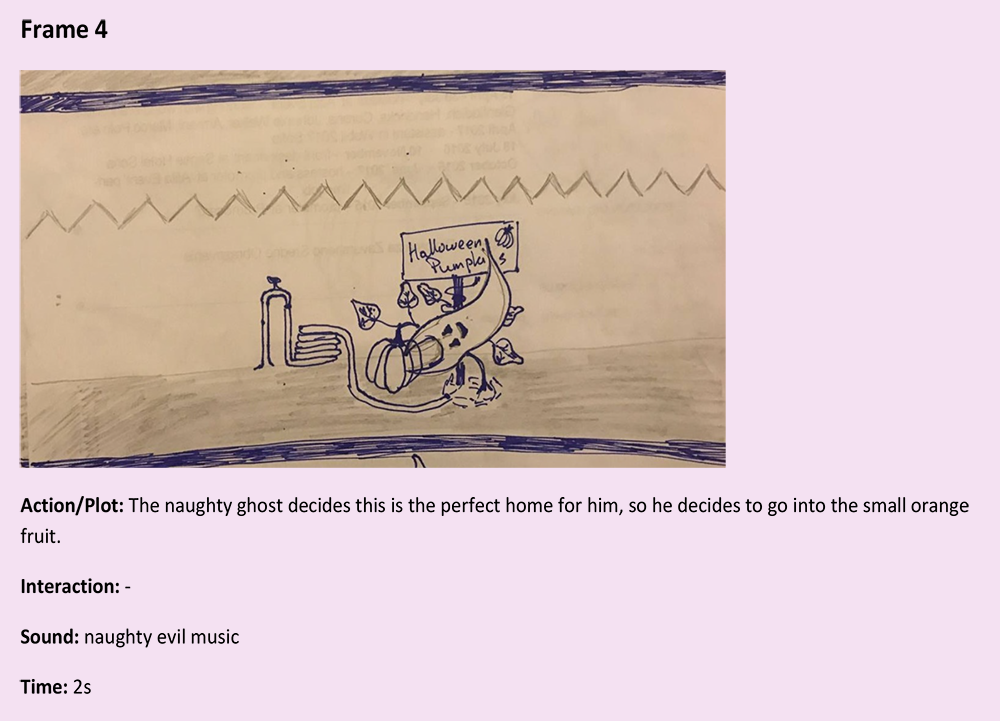 Frame 4
Halloween
Pumpki s
Action/Plot: The naughty ghost decides this is the perfect home for him, so he decides to go into the small orange
fruit.
Interaction: -
Sound: naughty evil music
Time: 2s